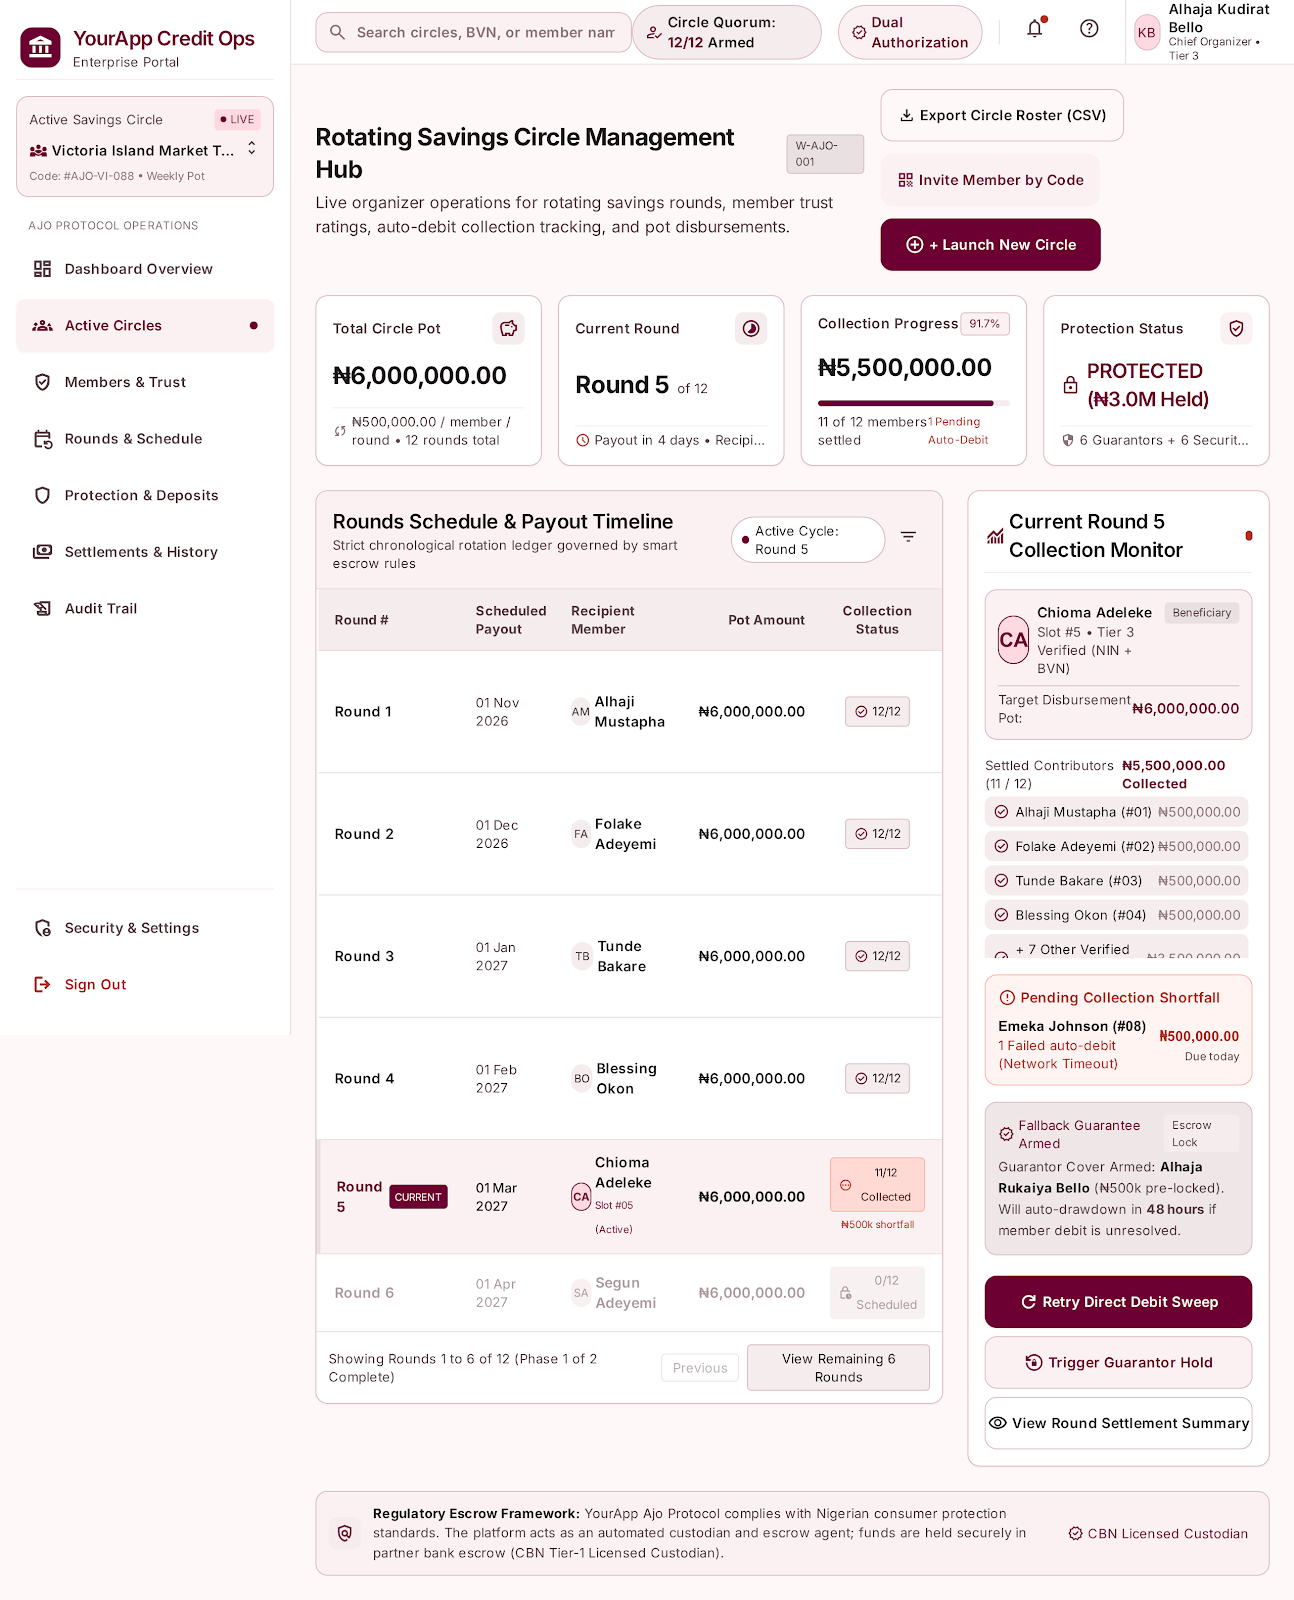 YourApp Credit Ops
Enterprise Portal
Active Savings Circle
LIVE
Victoria Island Market T...
Code: #AJO-VI-088 • Weekly Pot
AJO PROTOCOL OPERATIONS
Dashboard Overview
Active Circles
Members & Trust
Rounds & Schedule
Protection & Deposits
Settlements & History
Audit Trail
Security & Settings
Sign Out
Search circles, BVN, or member nam
Circle Quorum:
12/12 Armed
Dual
Authorization
KB
Alhaja Kudirat
Bello
Chief Organizer •
Tier 3
Rotating Savings Circle Management
Hub
W-AJO-
001
Live organizer operations for rotating savings rounds, member trust
ratings, auto-debit collection tracking, and pot disbursements.
Export Circle Roster (CSV)
Invite Member by Code
+ Launch New Circle
Total Circle Pot
₦6,000,000.00
₦500,000.00 / member /
round • 12 rounds total
Current Round
Round 5 of 12
Payout in 4 days • Recipi...
Collection Progress
91.7%
₦5,500,000.00
11 of 12 members
settled
1 Pending
Auto-Debit
Protection Status
PROTECTED
(₦3.0M Held)
6 Guarantors + 6 Securit...
Rounds Schedule & Payout Timeline
Strict chronological rotation ledger governed by smart
escrow rules
Active Cycle:
Round 5
Round #
Scheduled
Payout
Recipient
Member
Pot Amount
Collection
Status
Round 1
01 Nov
2026
AM
Alhaji
Mustapha
₦6,000,000.00
12/12
Round 2
01 Dec
2026
FA
Folake
Adeyemi
₦6,000,000.00
12/12
Round 3
01 Jan
2027
TB
Tunde
Bakare
₦6,000,000.00
12/12
Round 4
01 Feb
2027
BO
Blessing
Okon
₦6,000,000.00
12/12
Round
5
CURRENT
01 Mar
2027
CA
Chioma
Adeleke
Slot #05
(Active)
₦6,000,000.00
11/12
Collected
₦500k shortfall
Round 6
01 Apr
2027
SA
Segun
Adeyemi
₦6,000,000.00
0/12
Scheduled
Showing Rounds 1 to 6 of 12 (Phase 1 of 2
Complete)
Previous
View Remaining 6
Rounds
Current Round 5
Collection Monitor
CA
Chioma Adeleke
Slot #5 • Tier 3
Verified (NIN +
BVN)
Beneficiary
Target Disbursement
Pot:
₦6,000,000.00
Settled Contributors
(11 / 12)
₦5,500,000.00
Collected
Alhaji Mustapha (#01) ₦500,000.00
Folake Adeyemi (#02) ₦500,000.00
Tunde Bakare (#03) ₦500,000.00
Blessing Okon (#04) ₦500,000.00
+ 7 Other Verified
₦3,500,000.00
Pending Collection Shortfall
Emeka Johnson (#08)
1 Failed auto-debit
(Network Timeout)
₦500,000.00
Due today
Fallback Guarantee
Armed
Escrow
Lock
Guarantor Cover Armed: Alhaja
Rukaiya Bello (₦500k pre-locked).
Will auto-drawdown in 48 hours if
member debit is unresolved.
Retry Direct Debit Sweep
Trigger Guarantor Hold
View Round Settlement Summary
Regulatory Escrow Framework: YourApp Ajo Protocol complies with Nigerian consumer protection
standards. The platform acts as an automated custodian and escrow agent; funds are held securely in
partner bank escrow (CBN Tier-1 Licensed Custodian).
CBN Licensed Custodian